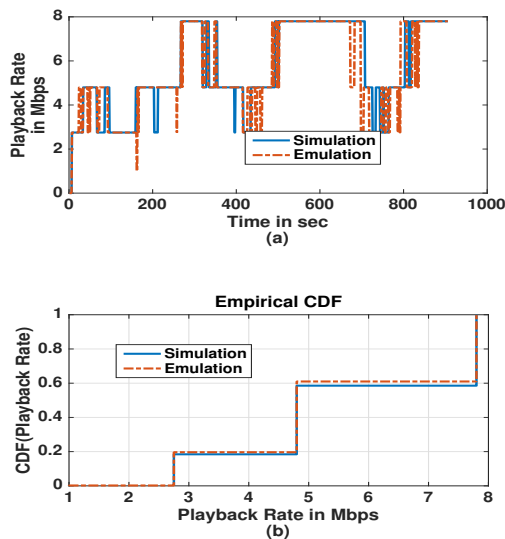 8
6
4
2
0
Playback Rate
in Mbps
Simulation
Emulation
0 200 400 600 800 1000
Time in sec
(a)
Empirical CDF
1
0.8
0.6
0.4
0.2
0
CDF(Playback Rate)
Simulation
Emulation
1 2 3 4 5 6 7 8
Playback Rate in Mbps
(b)